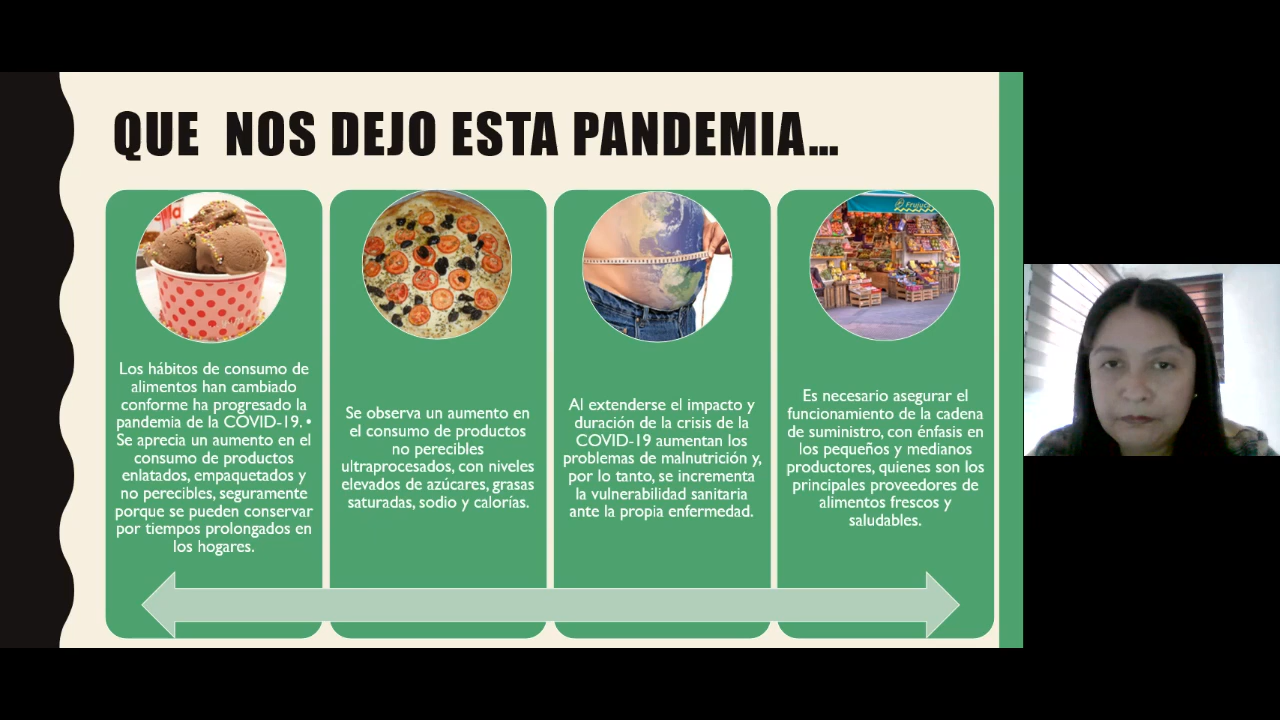 QUE NOS DEJO ESTA PANDEMIA...
Los hábitos de consumo de
alimentos han cambiado
conforme ha progresado la
pandemia de la COVID-19. •
Se aprecia un aumento en el
consumo de productos
enlatados, empaquetados y
no perecibles, seguramente
porque se pueden conservar
por tiempos prolongados en
los hogares.
Se observa un aumento en
el consumo de productos
no perecibles
ultraprocesados, con niveles
elevados de azúcares, grasas
saturadas, sodio y calorías.
Al extenderse el impacto y
duración de la crisis de la
COVID-19 aumentan los
problemas de malnutrición y,
por lo tanto, se incrementa
la vulnerabilidad sanitaria
ante la propia enfermedad.
Es necesario asegurar el
funcionamiento de la cadena
de suministro, con énfasis en
los pequeños y medianos
productores, quienes son los
principales proveedores de
alimentos frescos y
saludables.